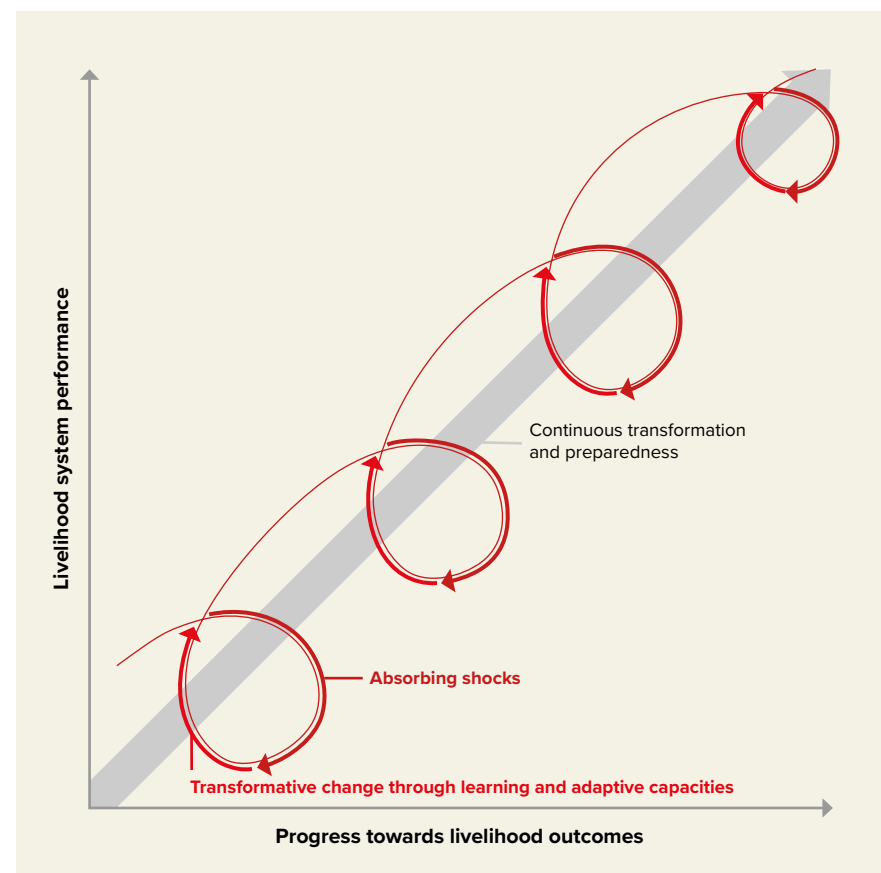 Livelihood system performance
Continuous transformation
and preparedness
Absorbing shocks
Transformative change through learning and adaptive capacities
Progress towards livelihood outcomes